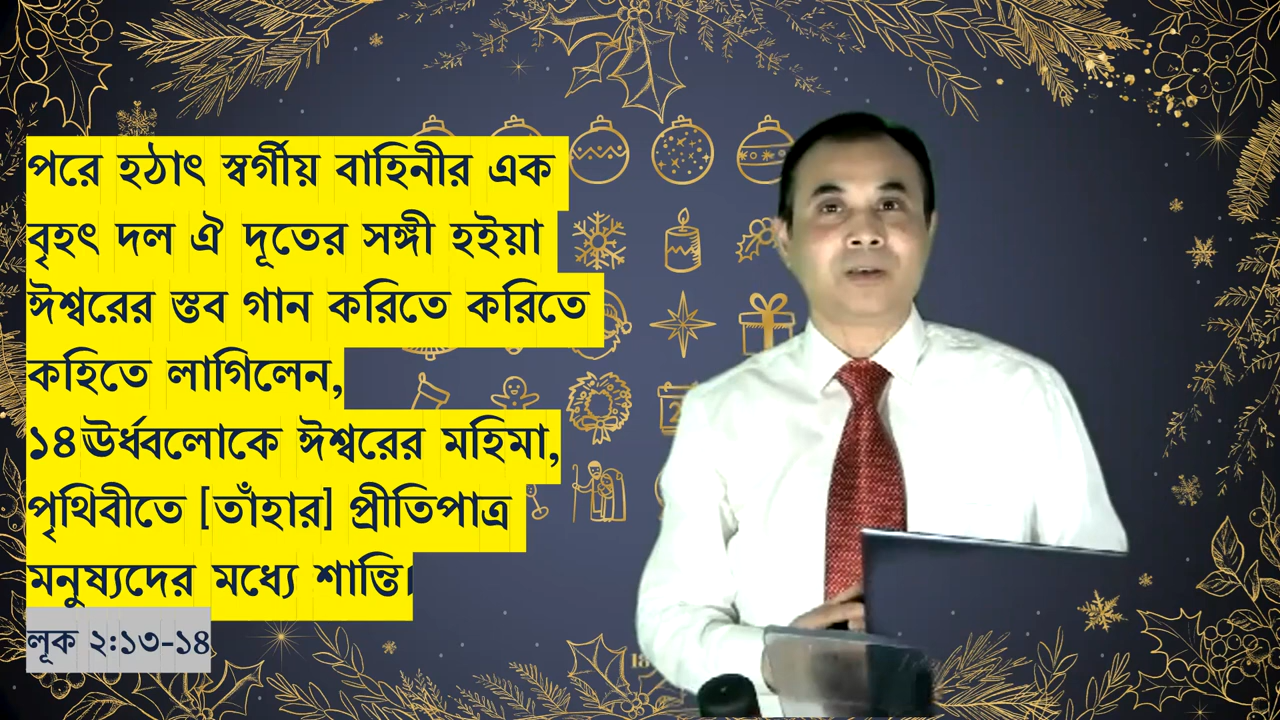 পরে হঠাৎ স্বর্গীয় বাহিনীর এক
বৃহৎ দল ঐ দূতের সঙ্গী হইয়া
ঈশ্বরের স্তব গান করিতে করিতে
কহিতে লাগিলেন,
১৪ঊর্ধ্বলোকে ঈশ্বরের মহিমা,
পৃথিবীতে [তাঁহার] প্রীতিপাত্র
মনুষ্যদের মধ্যে শান্তি।
লূক ২:১৩-১৪